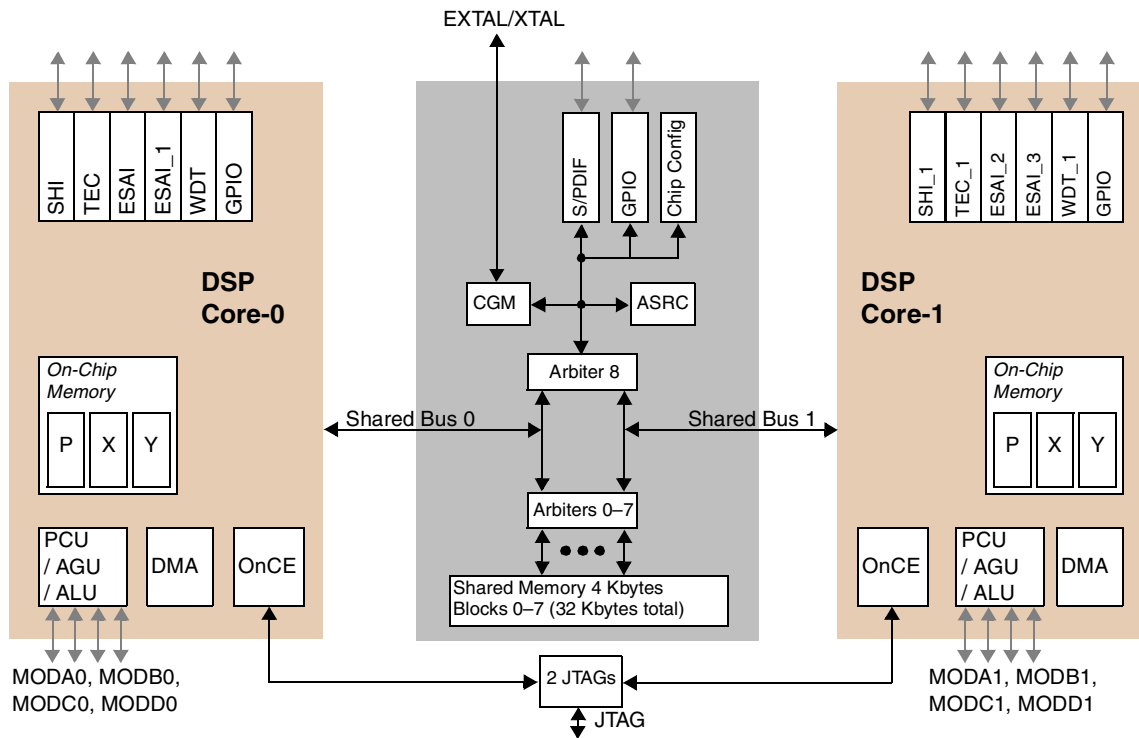 EXTAL/XTAL
SHI
TEC
ESAI
ESAI_1
WDT
GPIO
S/PDIF
GPIO
Chip Config
SHI_1
TEC_1
ESAI_2
ESAI_3
WDT_1
GPIO
DSP
Core-0
CGM
ASRC
DSP
Core-1
Arbiter 8
On-Chip
Memory
P
X
Y
Shared Bus 0
Shared Bus 1
On-Chip
Memory
P
X
Y
Arbiters 0–7
PCU
/ AGU
/ ALU
DMA
OnCE
Shared Memory 4 Kbytes
Blocks 0–7 (32 Kbytes total)
OnCE
PCU
/ AGU
/ ALU
DMA
MODA0, MODB0,
MODC0, MODD0
2 JTAGs
JTAG
MODA1, MODB1,
MODC1, MODD1